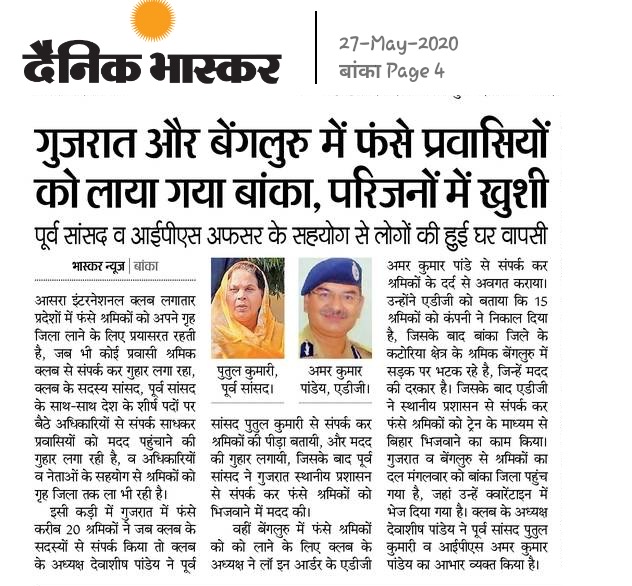 दैनिक भास्कर
27-May-2020
बांका Page 4
गुजरात और बेंगलुरु में फंसे प्रवासियों
को लाया गया बांका, परिजनों में खुशी
पूर्व सांसद व आईपीएस अफसर के सहयोग से लोगों की हुई घर वापसी
भास्कर न्यूज | बांका
आसरा इंटरनेशनल क्लब लगातार
प्रदेशों में फंसे श्रमिकों को अपने गृह
जिला लाने के लिए प्रयासरत रहती
है, जब भी कोई प्रवासी श्रमिक
क्लब से संपर्क कर गुहार लगा रहा,
क्लब के सदस्य सांसद, पूर्व सांसद
के साथ-साथ देश के शीर्ष पदों पर
बैठे अधिकारियों से संपर्क साधकर
प्रवासियों को मदद पहुंचाने की
गुहार लगा रही है, व अधिकारियों
व नेताओं के सहयोग से श्रमिकों को
गृह जिला तक ला भी रही है।
इसी कड़ी में गुजरात में फंसे
करीब 20 श्रमिकों ने जब क्लब के
सदस्यों से संपर्क किया तो क्लब
के अध्यक्ष देवाशीष पांडेय ने पूर्व
पुतुल कुमारी,
पूर्व सांसद।
अमर कुमार
पांडेय, एडीजी।
सांसद पुतुल कुमारी से संपर्क कर
श्रमिकों की पीड़ा बतायी, और मदद
की गुहार लगायी, जिसके बाद पूर्व
सांसद ने गुजरात स्थानीय प्रशासन
से संपर्क कर फंसे श्रमिकों को
भिजवाने में मदद की।
वहीं बेंगलुरु में फंसे श्रमिकों
को को लाने के लिए क्लब के
अध्यक्ष ने लॉ इन आर्डर के एडीजी
अमर कुमार पांडे से संपर्क कर
श्रमिकों के दर्द से अवगत कराया।
उन्होंने एडीजी को बताया कि 15
श्रमिकों को कंपनी ने निकाल दिया
है, जिसके बाद बांका जिले के
कटोरिया क्षेत्र के श्रमिक बेंगलुरु में
सड़क पर भटक रहे है, जिन्हें मदद
की दरकार है। जिसके बाद एडीजी
ने स्थानीय प्रशासन से संपर्क कर
फंसे श्रमिकों को ट्रेन के माध्यम से
बिहार भिजवाने का काम किया।
गुजरात व बेंगलुरु से श्रमिकों का
दल मंगलवार को बांका जिला पहुंच
गया है, जहां उन्हें क्वारेंटाइन में
भेज दिया गया है। क्लब के अध्यक्ष
देवाशीष पांडेय ने पूर्व सांसद पुतुल
कुमारी व आईपीएस अमर कुमार
पांडेय का आभार व्यक्त किया है।